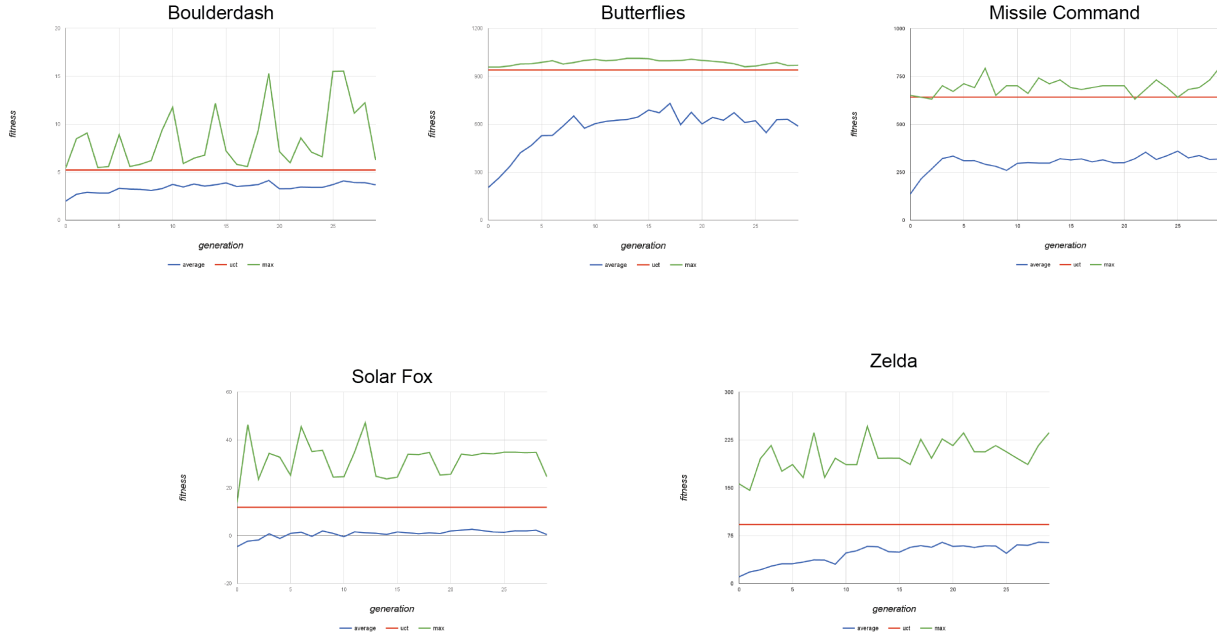 Boulderdash
20
15
10
5
0
fitness
0 5 10 15 20 25
generation
average uct max
Butterflies
1200
900
600
300
0
fitness
0 5 10 15 20 25
generation
average uct max
Missile Command
1000
750
500
250
0
fitness
0 5 10 15 20 25
generation
average uct max
Solar Fox
60
40
20
0
-20
fitness
0 5 10 15 20 25
generation
average uct max
Zelda
300
225
150
75
0
fitness
0 5 10 15 20 25
generation
average uct max